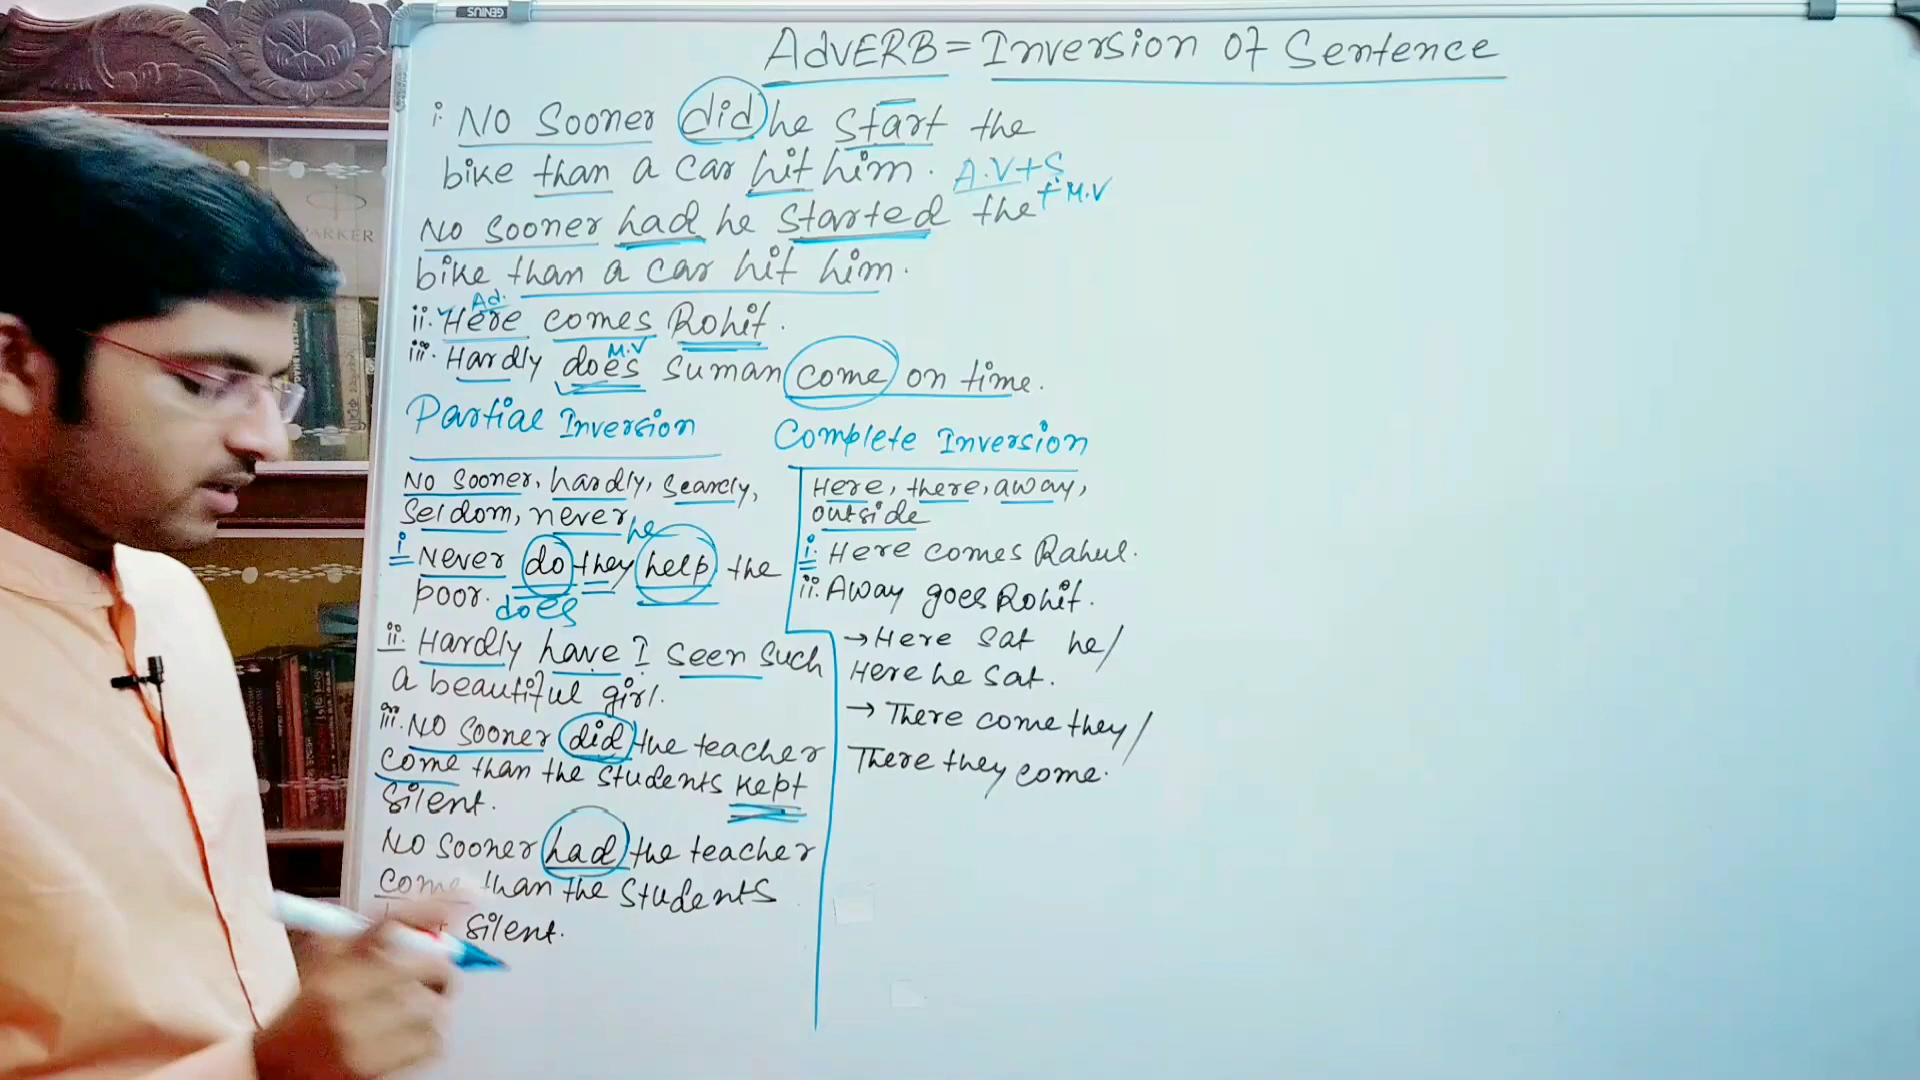 GENIUS
AdVERB = Inversion Of Sentence
i. No Sooner did he start the
bike than a car hit him. A.V+S
+ M.V
No sooner had he started the
bike than a car hit him.
Ad.
ii. Here comes Rohit.
M.V
iii. Hardly does suman come on time.
Partial Inversion
No sooner, hardly, Scarcly,
Seldom, never
he
i Never do they help the
poor. does
ii. Hardly have I seen such
a beautiful girl.
iii. No sooner did the teacher
come than the students kept
silent.
No sooner had the teacher
come than the students
silent.
Complete Inversion
Here, there, away,
outside
i. Here comes Rahul.
ii. Away goes Rohit.
→ Here sat he/
Here he sat.
→ There come they/
There they come.
PARKER